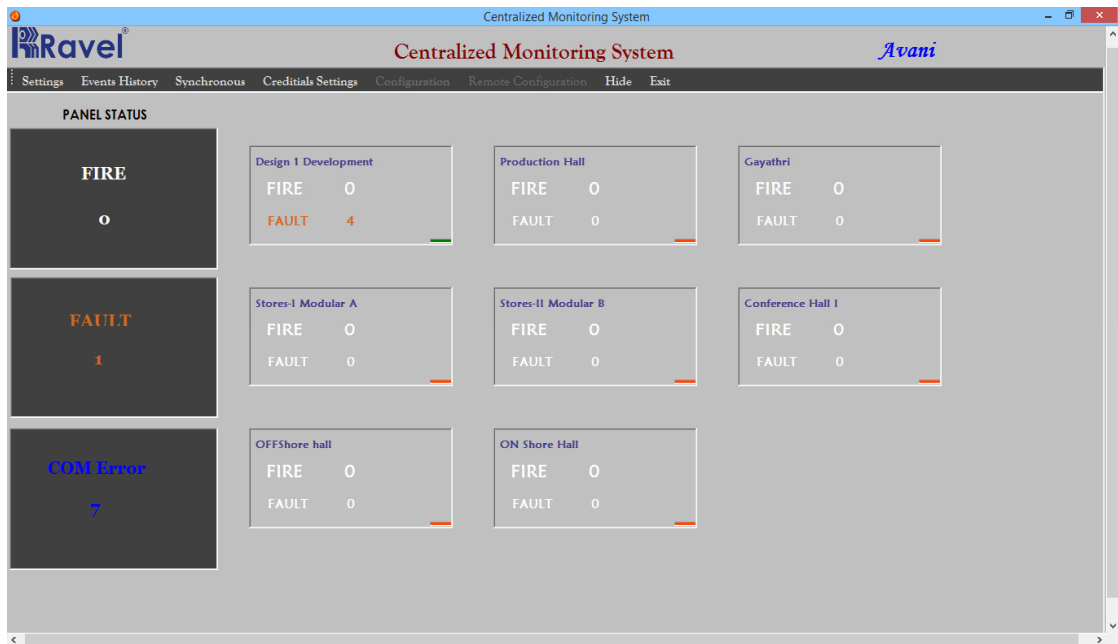 Centralized Monitoring System
Ravel®
Centralized Monitoring System
Avani
Settings Events History Synchronous Creditials Settings Configuration Remote Configuration Hide Exit
PANEL STATUS
FIRE
0
FAULT
1
COM Error
7
Design 1 Development
FIRE 0
FAULT 4
Production Hall
FIRE 0
FAULT 0
Gayathri
FIRE 0
FAULT 0
Stores-I Modular A
FIRE 0
FAULT 0
Stores-II Modular B
FIRE 0
FAULT 0
Conference Hall I
FIRE 0
FAULT 0
OFFShore hall
FIRE 0
FAULT 0
ON Shore Hall
FIRE 0
FAULT 0